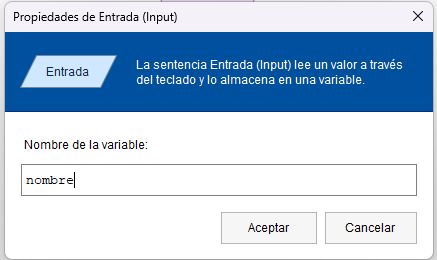 Propiedades de Entrada (Input)
Entrada
La sentencia Entrada (Input) lee un valor a través
del teclado y lo almacena en una variable.
Nombre de la variable:
nombre
Aceptar
Cancelar